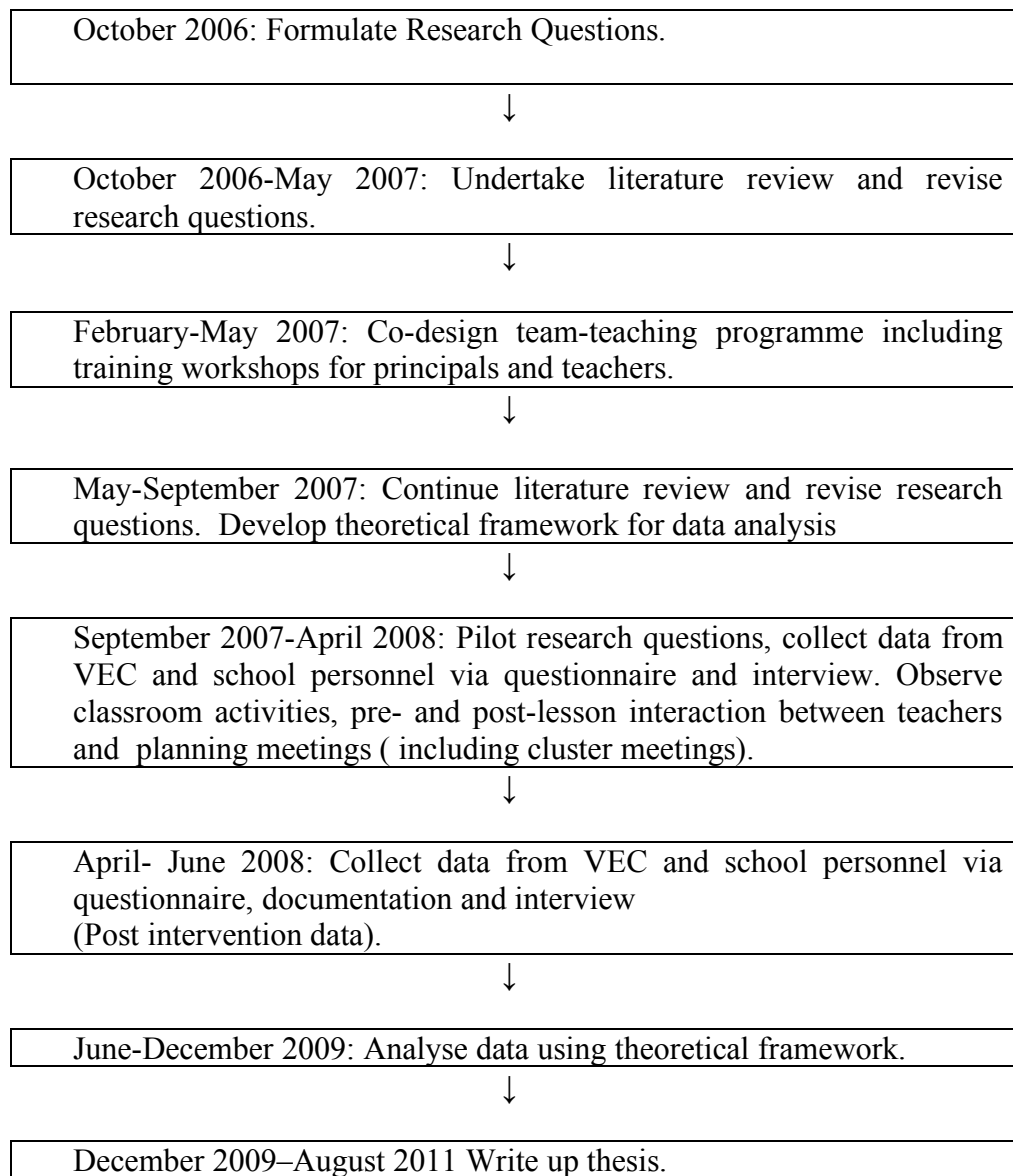 October 2006: Formulate Research Questions.
↓
October 2006-May 2007: Undertake literature review and revise
research questions.
↓
February-May 2007: Co-design team-teaching programme including
training workshops for principals and teachers.
↓
May-September 2007: Continue literature review and revise research
questions.  Develop theoretical framework for data analysis
↓
September 2007-April 2008: Pilot research questions, collect data from
VEC and school personnel via questionnaire and interview. Observe
classroom activities, pre- and post-lesson interaction between teachers
and  planning meetings ( including cluster meetings).
↓
April- June 2008: Collect data from VEC and school personnel via
questionnaire, documentation and interview
(Post intervention data).
↓
June-December 2009: Analyse data using theoretical framework.
↓
December 2009–August 2011 Write up thesis.